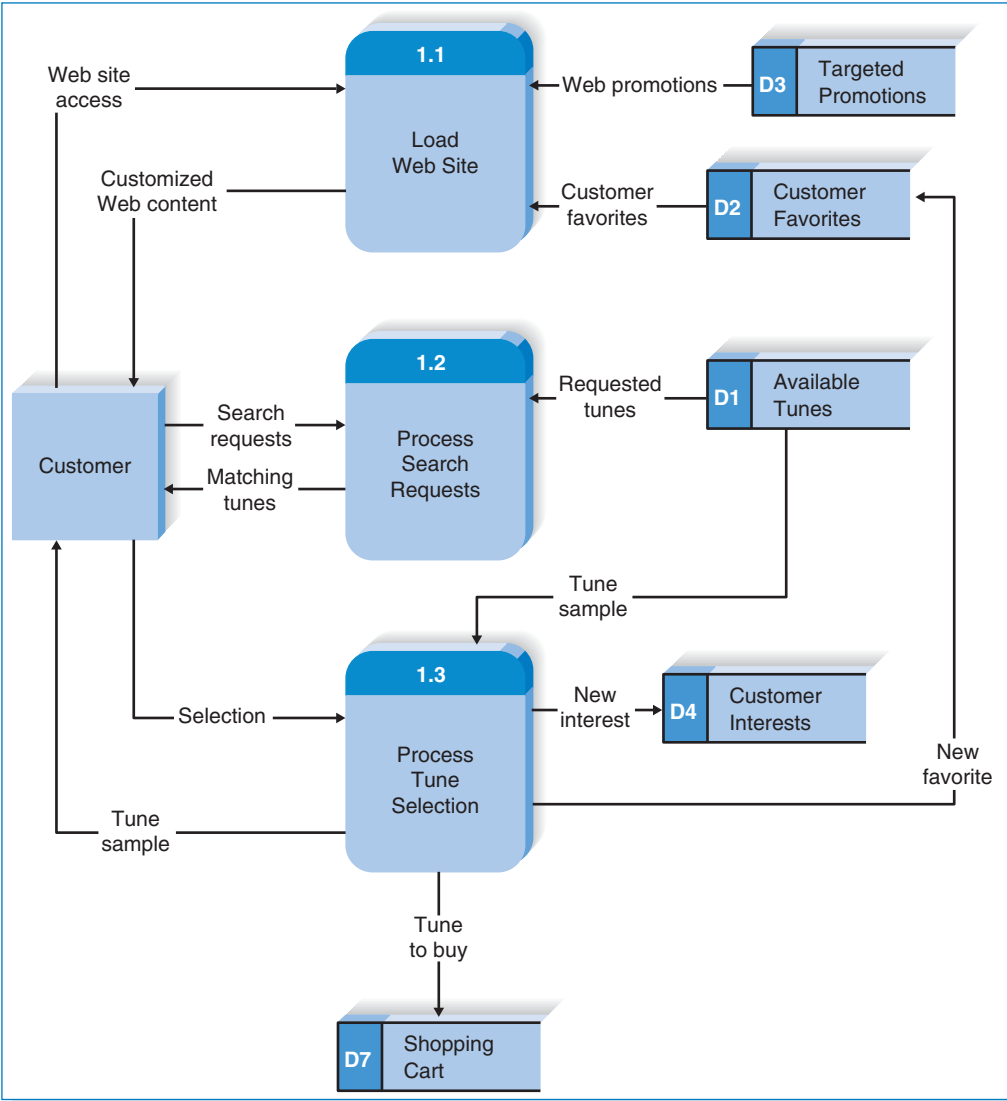 1.1
Web site
access
Web promotions
D3
Targeted
Promotions
Load
Web Site
Customized
Web content
Customer
favorites
D2
Customer
Favorites
1.2
Requested
tunes
D1
Available
Tunes
Search
requests
Customer
Process
Search
Requests
Matching
tunes
Tune
sample
1.3
Selection
New
interest
D4
Customer
Interests
Process
Tune
Selection
New
favorite
Tune
sample
Tune
to buy
D7
Shopping
Cart